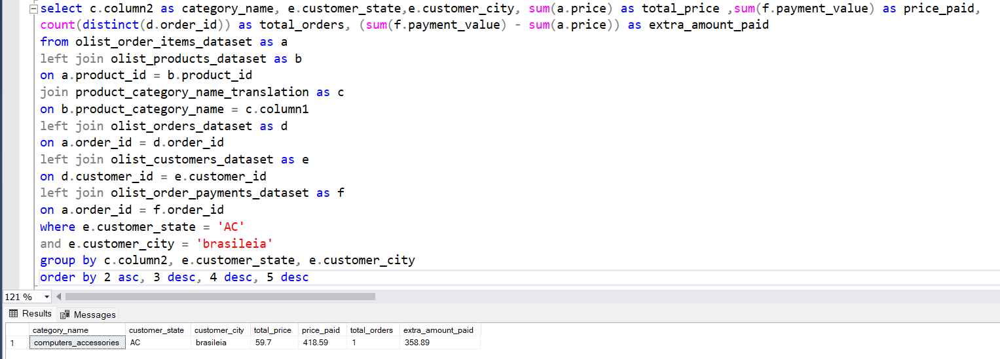 select c.column2 as category_name, e.customer_state,e.customer_city, sum(a.price) as total_price ,sum(f.payment_value) as price_paid,
count(distinct(d.order_id)) as total_orders, (sum(f.payment_value) - sum(a.price)) as extra_amount_paid
from olist_order_items_dataset as a
left join olist_products_dataset as b
on a.product_id = b.product_id
join product_category_name_translation as c
on b.product_category_name = c.column1
left join olist_orders_dataset as d
on a.order_id = d.order_id
left join olist_customers_dataset as e
on d.customer_id = e.customer_id
left join olist_order_payments_dataset as f
on a.order_id = f.order_id
where e.customer_state = 'AC'
and e.customer_city = 'brasileia'
group by c.column2, e.customer_state, e.customer_city
order by 2 asc, 3 desc, 4 desc, 5 desc
121 %
Results Messages
category_name customer_state customer_city total_price price_paid total_orders extra_amount_paid
1 computers_accessories AC brasileia 59.7 418.59 1 358.89